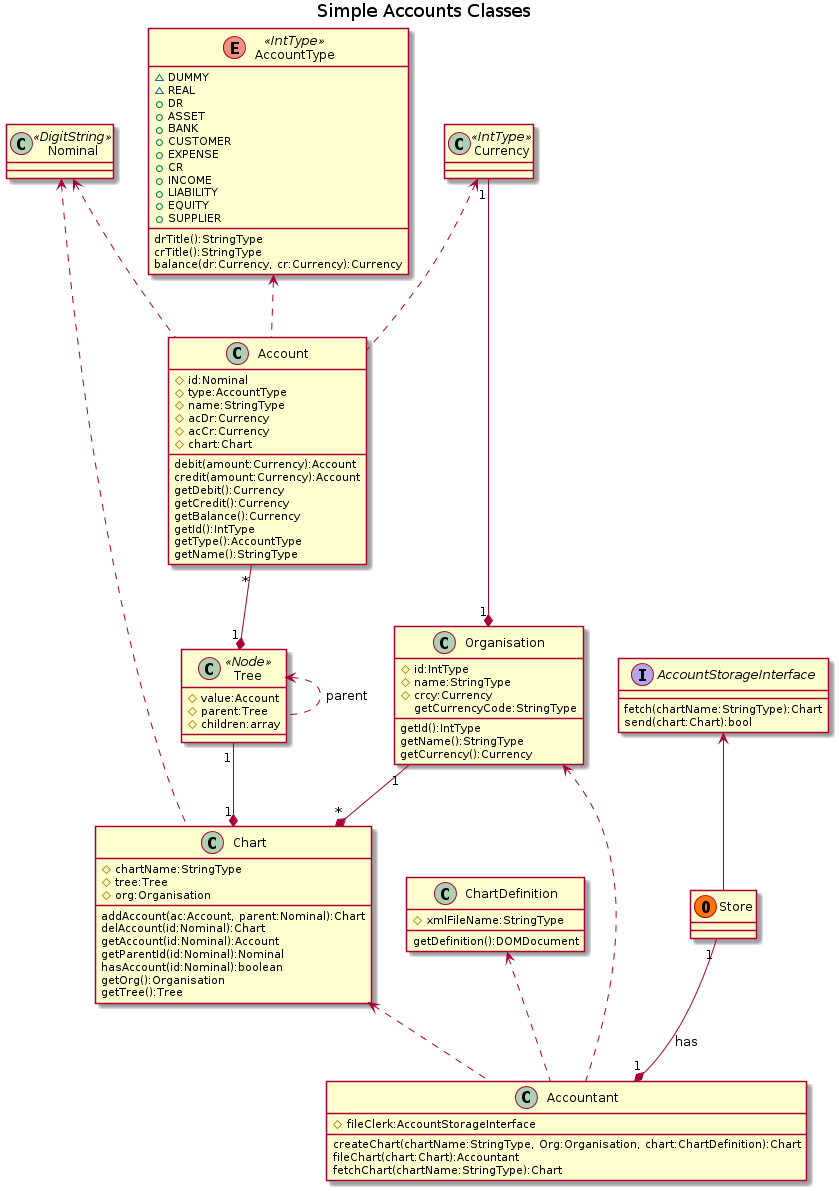 Simple Accounts Classes
E
«IntType»
AccountType
DUMMY
REAL
DR
ASSET
BANK
CUSTOMER
EXPENSE
CR
INCOME
LIABILITY
EQUITY
SUPPLIER
drTitle():StringType
crTitle():StringType
balance(dr:Currency, cr:Currency):Currency
C
«DigitString»
Nominal
C
«IntType»
Currency
1
C Account
id:Nominal
type:AccountType
name:StringType
acDr:Currency
acCr:Currency
chart:Chart
debit(amount:Currency):Account
credit(amount:Currency):Account
getDebit():Currency
getCredit():Currency
getBalance():Currency
getId():IntType
getType():AccountType
getName():StringType
*
1
1
C
«Node»
Tree
value:Account
parent:Tree
children:array
parent
C Organisation
id:IntType
name:StringType
crcy:Currency
getCurrencyCode:StringType
getId():IntType
getName():StringType
getCurrency():Currency
I AccountStorageInterface
fetch(chartName:StringType):Chart
send(chart:Chart):bool
1
1
1
*
C Chart
chartName:StringType
tree:Tree
org:Organisation
addAccount(ac:Account, parent:Nominal):Chart
delAccount(id:Nominal):Chart
getAccount(id:Nominal):Account
getParentId(id:Nominal):Nominal
hasAccount(id:Nominal):boolean
getOrg():Organisation
getTree():Tree
C ChartDefinition
xmlFileName:StringType
getDefinition():DOMDocument
O Store
1
has
1
C Accountant
fileClerk:AccountStorageInterface
createChart(chartName:StringType, Org:Organisation, chart:ChartDefinition):Chart
fileChart(chart:Chart):Accountant
fetchChart(chartName:StringType):Chart